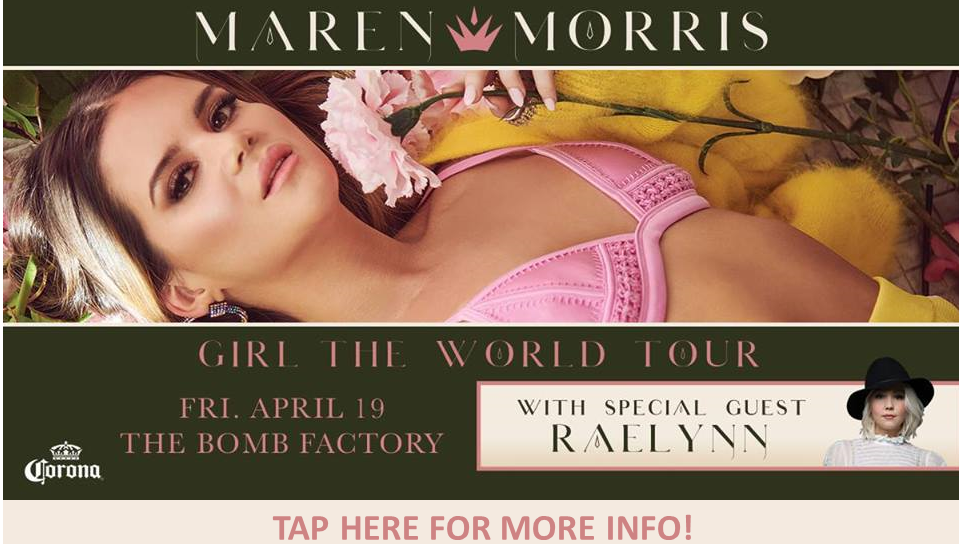 MAREN MORRIS
GIRL THE WORLD TOUR
FRI. APRIL 19
THE BOMB FACTORY
WITH SPECIAL GUEST
RAELYNN
Corona
TAP HERE FOR MORE INFO!